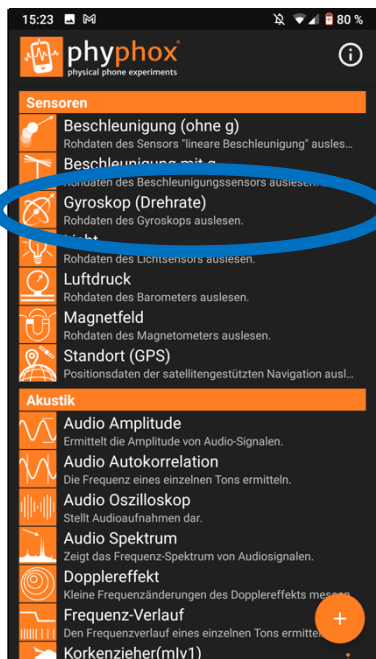 15:23 80 %
phyphox
physical phone experiments
Sensoren
Beschleunigung (ohne g)
Rohdaten des Sensors "lineare Beschleunigung" ausles...
Beschleunigung mit g
Rohdaten des Beschleunigungssensors auslesen.
Gyroskop (Drehrate)
Rohdaten des Gyroskops auslesen.
Licht
Rohdaten des Lichtsensors auslesen.
Luftdruck
Rohdaten des Barometers auslesen.
Magnetfeld
Rohdaten des Magnetometers auslesen.
Standort (GPS)
Positionsdaten der satellitengestützten Navigation ausl...
Akustik
Audio Amplitude
Ermittelt die Amplitude von Audio-Signalen.
Audio Autokorrelation
Die Frequenz eines einzelnen Tons ermitteln.
Audio Oszilloskop
Stellt Audioaufnahmen dar.
Audio Spektrum
Zeigt das Frequenz-Spektrum von Audiosignalen.
Dopplereffekt
Kleine Frequenzänderungen des Dopplereffekts messen
Frequenz-Verlauf
Den Frequenzverlauf eines einzelnen Tons ermitteln
Korkenzieher(mIv1)